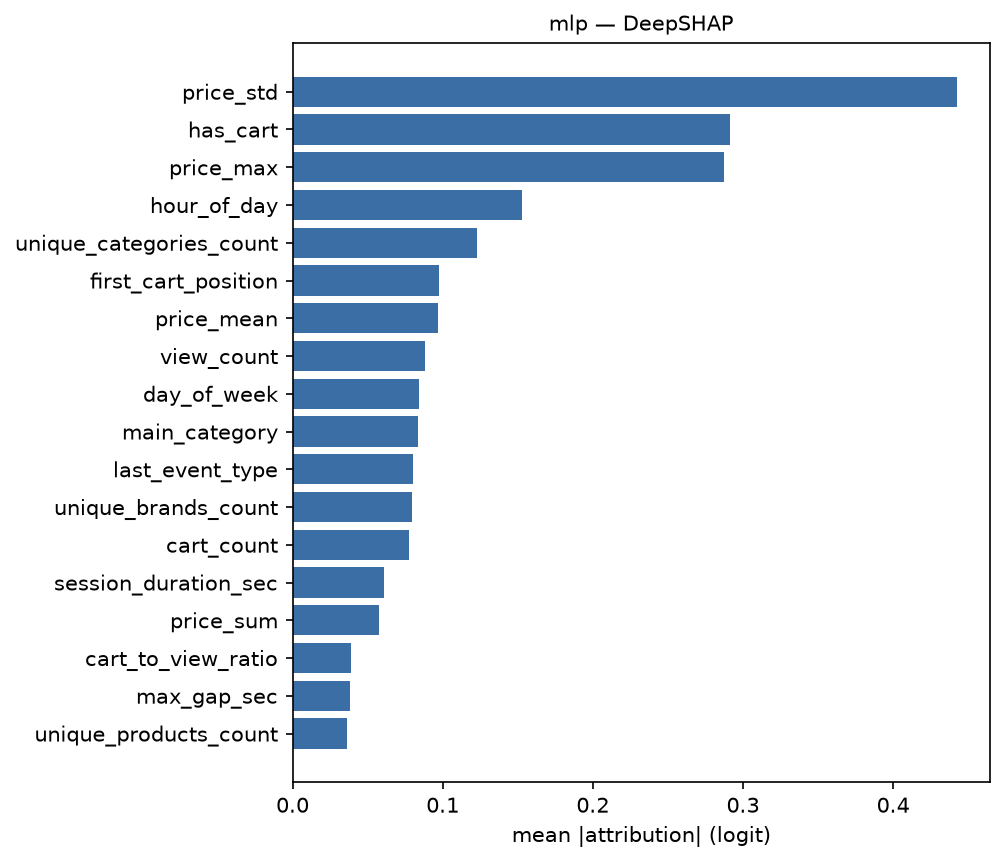 mlp — DeepSHAP
price_std
has_cart
price_max
hour_of_day
unique_categories_count
first_cart_position
price_mean
view_count
day_of_week
main_category
last_event_type
unique_brands_count
cart_count
session_duration_sec
price_sum
cart_to_view_ratio
max_gap_sec
unique_products_count
0.0 0.1 0.2 0.3 0.4
mean |attribution| (logit)